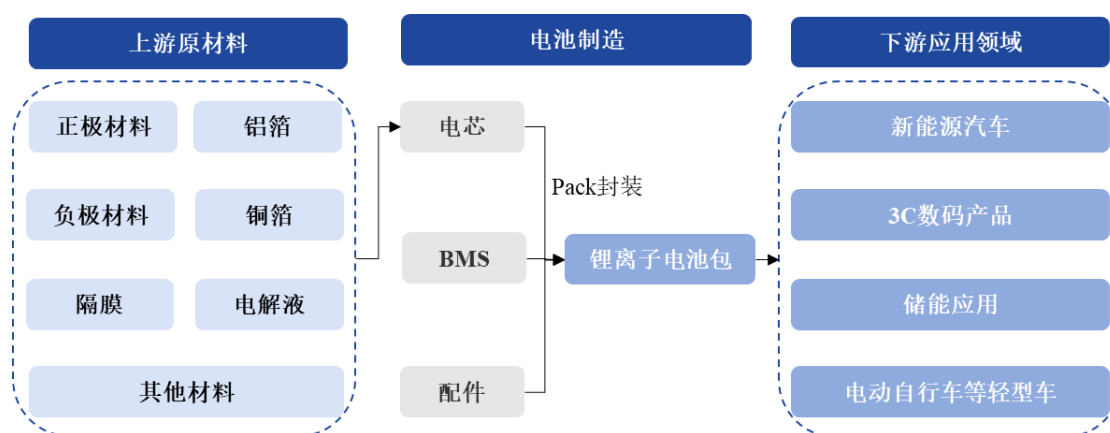 上游原材料
电池制造
下游应用领域
正极材料
铝箔
电芯
新能源汽车
Pack封装
负极材料
铜箔
3C数码产品
BMS
锂离子电池包
隔膜
电解液
储能应用
其他材料
配件
电动自行车等轻型车